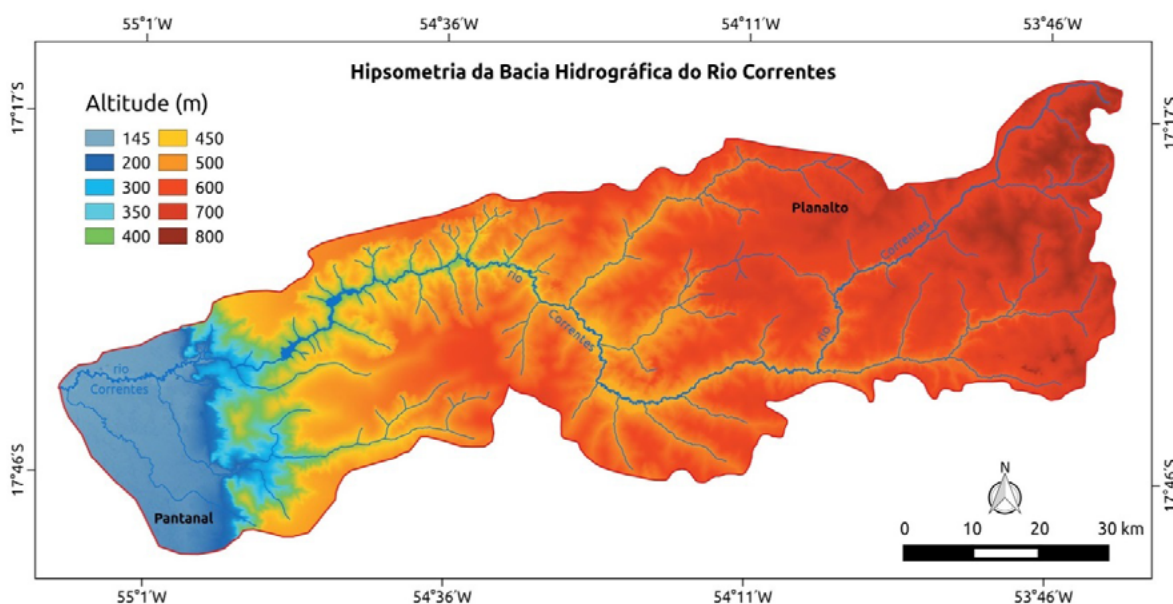 55°1´W 54°36´W 54°11´W 53°46´W
Hipsometria da Bacia Hidrográfica do Rio Correntes
17°17´S
17°17´S
Altitude (m)
145 450
200 500
300 600
350 700
400 800
Planalto
Correntes
rio
Correntes
rio
rio
Correntes
17°46´S
17°46´S
Pantanal
N
0 10 20 30 km
55°1´W 54°36´W 54°11´W 53°46´W